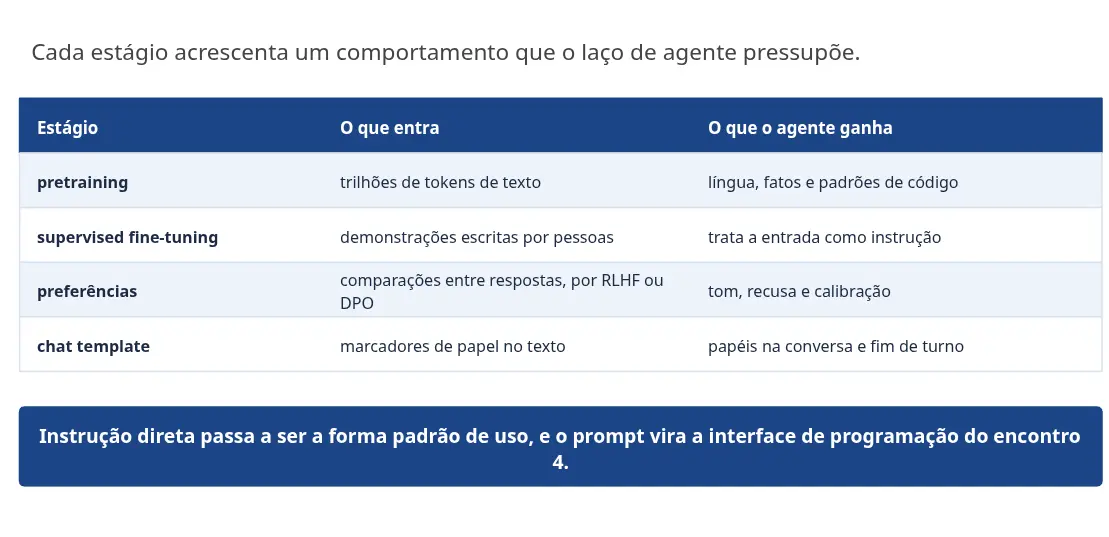 Cada estágio acrescenta um comportamento que o laço de agente pressupõe.
Estágio O que entra O que o agente ganha
pretraining trilhões de tokens de texto língua, fatos e padrões de código
supervised fine-tuning demonstrações escritas por pessoas trata a entrada como instrução
preferências comparações entre respostas, por RLHF ou DPO tom, recusa e calibração
chat template marcadores de papel no texto papéis na conversa e fim de turno
Instrução direta passa a ser a forma padrão de uso, e o prompt vira a interface de programação do encontro
4.